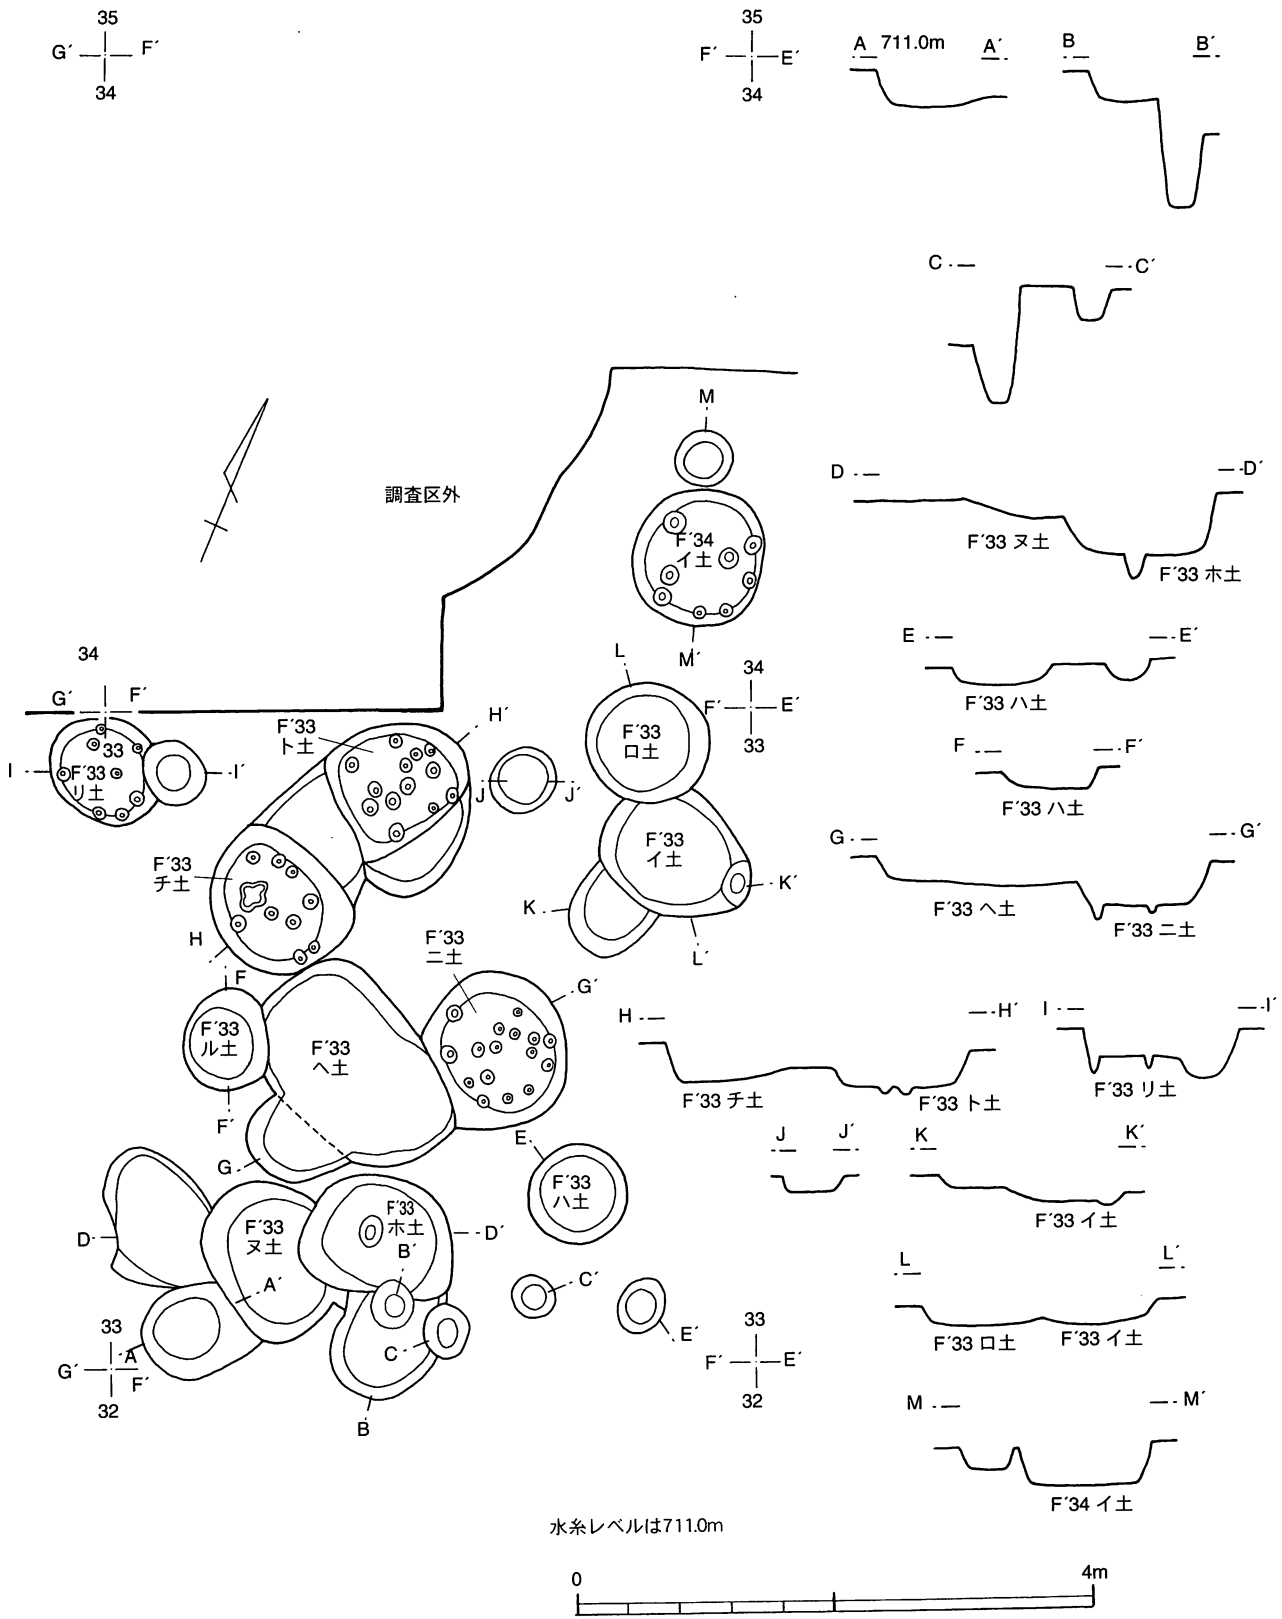 35
G´ F´
34
35
F´ E´
34
A 711.0m A´
B B´
C C´
D D´
F´33 ヌ土
F´33 ホ土
E E´
F´33 ハ土
F F´
F´33 ハ土
G G´
F´33 ヘ土
F´33 ニ土
H H´
F´33 チ土
F´33 ト土
I I´
F´33 リ土
J J´
K K´
F´33 イ土
L L´
F´33 ロ土
F´33 イ土
M M´
F´34 イ土
調査区外
M
F´34
イ土
M´
34
G´ F´
33
34
F´ E´
33
L
F´33
ロ土
F´33
イ土
K K´
L´
I
F´33
リ土
I´
F´33
ト土
H´
J J´
F´33
チ土
H
F
F´33
ル土
F´
F´33
ヘ土
F´33
ニ土
G´
G
E
F´33
ハ土
E´
D
F´33
ヌ土
F´33
ホ土
D´
B´
A´
C´
C
A
B
33
G´ F´
32
33
F´ E´
32
水糸レベルは711.0m
0 4m